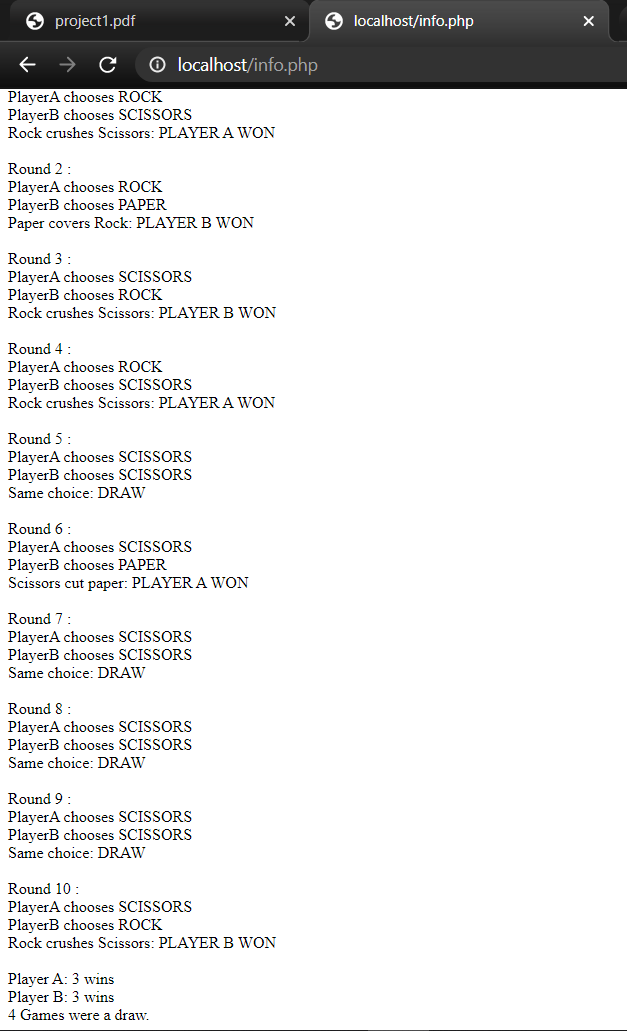 project1.pdf
localhost/info.php
localhost/info.php
PlayerA chooses ROCK
PlayerB chooses SCISSORS
Rock crushes Scissors: PLAYER A WON
Round 2 :
PlayerA chooses ROCK
PlayerB chooses PAPER
Paper covers Rock: PLAYER B WON
Round 3 :
PlayerA chooses SCISSORS
PlayerB chooses ROCK
Rock crushes Scissors: PLAYER B WON
Round 4 :
PlayerA chooses ROCK
PlayerB chooses SCISSORS
Rock crushes Scissors: PLAYER A WON
Round 5 :
PlayerA chooses SCISSORS
PlayerB chooses SCISSORS
Same choice: DRAW
Round 6 :
PlayerA chooses SCISSORS
PlayerB chooses PAPER
Scissors cut paper: PLAYER A WON
Round 7 :
PlayerA chooses SCISSORS
PlayerB chooses SCISSORS
Same choice: DRAW
Round 8 :
PlayerA chooses SCISSORS
PlayerB chooses SCISSORS
Same choice: DRAW
Round 9 :
PlayerA chooses SCISSORS
PlayerB chooses SCISSORS
Same choice: DRAW
Round 10 :
PlayerA chooses SCISSORS
PlayerB chooses ROCK
Rock crushes Scissors: PLAYER B WON
Player A: 3 wins
Player B: 3 wins
4 Games were a draw.